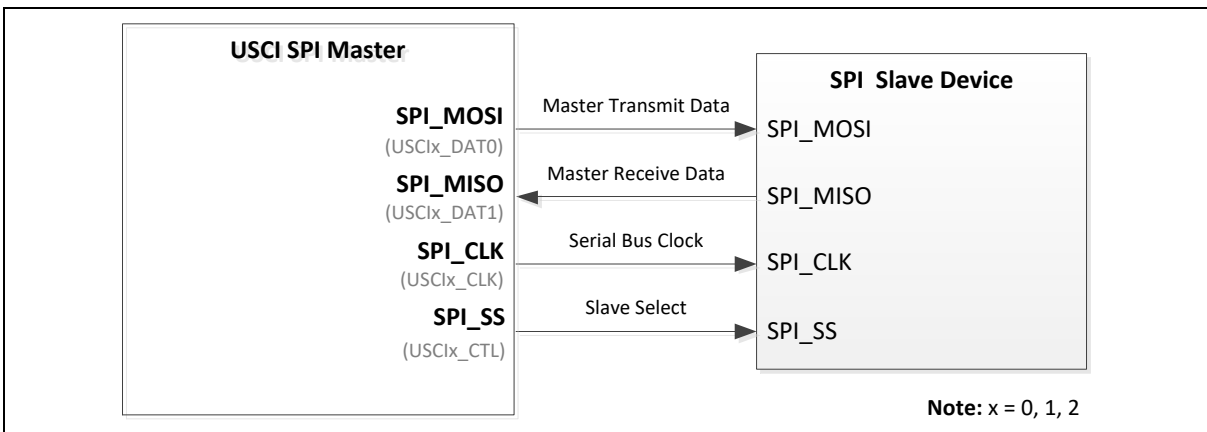 USCI SPI Master
SPI_MOSI
(USCIx_DAT0)
SPI_MISO
(USCIx_DAT1)
SPI_CLK
(USCIx_CLK)
SPI_SS
(USCIx_CTL)
Master Transmit Data
Master Receive Data
Serial Bus Clock
Slave Select
SPI Slave Device
SPI_MOSI
SPI_MISO
SPI_CLK
SPI_SS
Note: x = 0, 1, 2